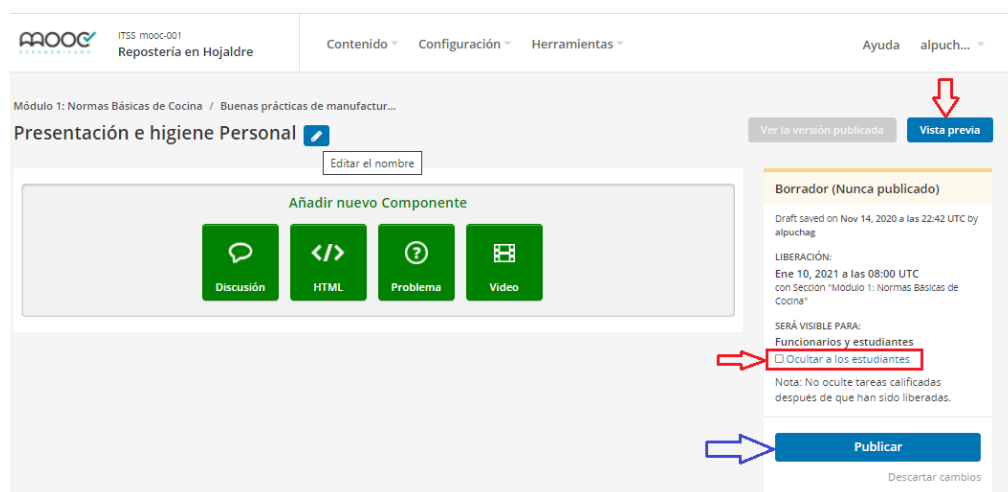 mooc
SURAMERICANO
ITSS mooc-001
Repostería en Hojaldre
Contenido
Configuración
Herramientas
Ayuda
alpuch...
Módulo 1: Normas Básicas de Cocina / Buenas prácticas de manufactur...
Presentación e higiene Personal
Editar el nombre
Ver la versión publicada
Vista previa
Añadir nuevo Componente
Discusión
HTML
Problema
Video
Borrador (Nunca publicado)
Draft saved on Nov 14, 2020 a las 22:42 UTC by
alpuchag
LIBERACIÓN:
Ene 10, 2021 a las 08:00 UTC
con Sección "Módulo 1: Normas Básicas de
Cocina"
SERÁ VISIBLE PARA:
Funcionarios y estudiantes
Ocultar a los estudiantes
Nota: No oculte tareas calificadas
después de que han sido liberadas.
Publicar
Descartar cambios